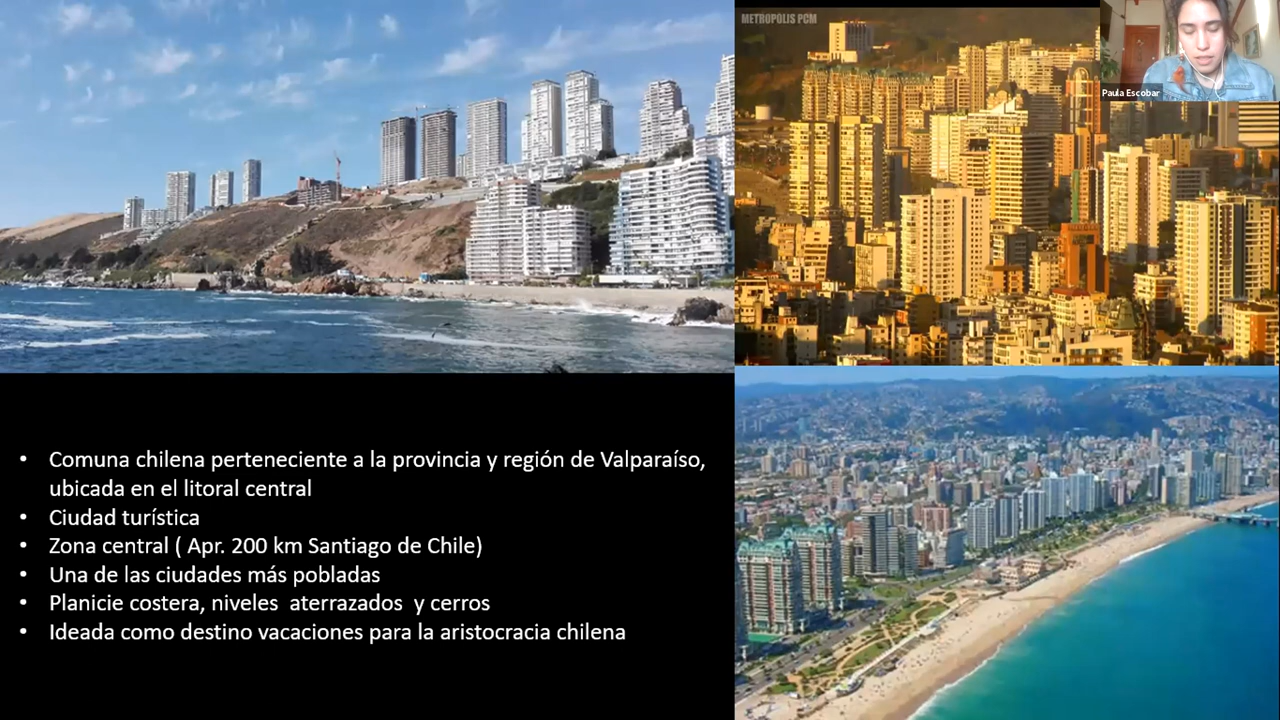 METROPOLIS PCM
Paula Escobar
• Comuna chilena perteneciente a la provincia y región de Valparaíso,
ubicada en el litoral central
• Ciudad turística
• Zona central ( Apr. 200 km Santiago de Chile)
• Una de las ciudades más pobladas
• Planicie costera, niveles  aterrazados  y cerros
• Ideada como destino vacaciones para la aristocracia chilena